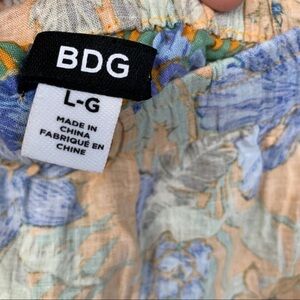 BDG
L-G
MADE IN
CHINA
FABRIQUÉ EN
CHINE